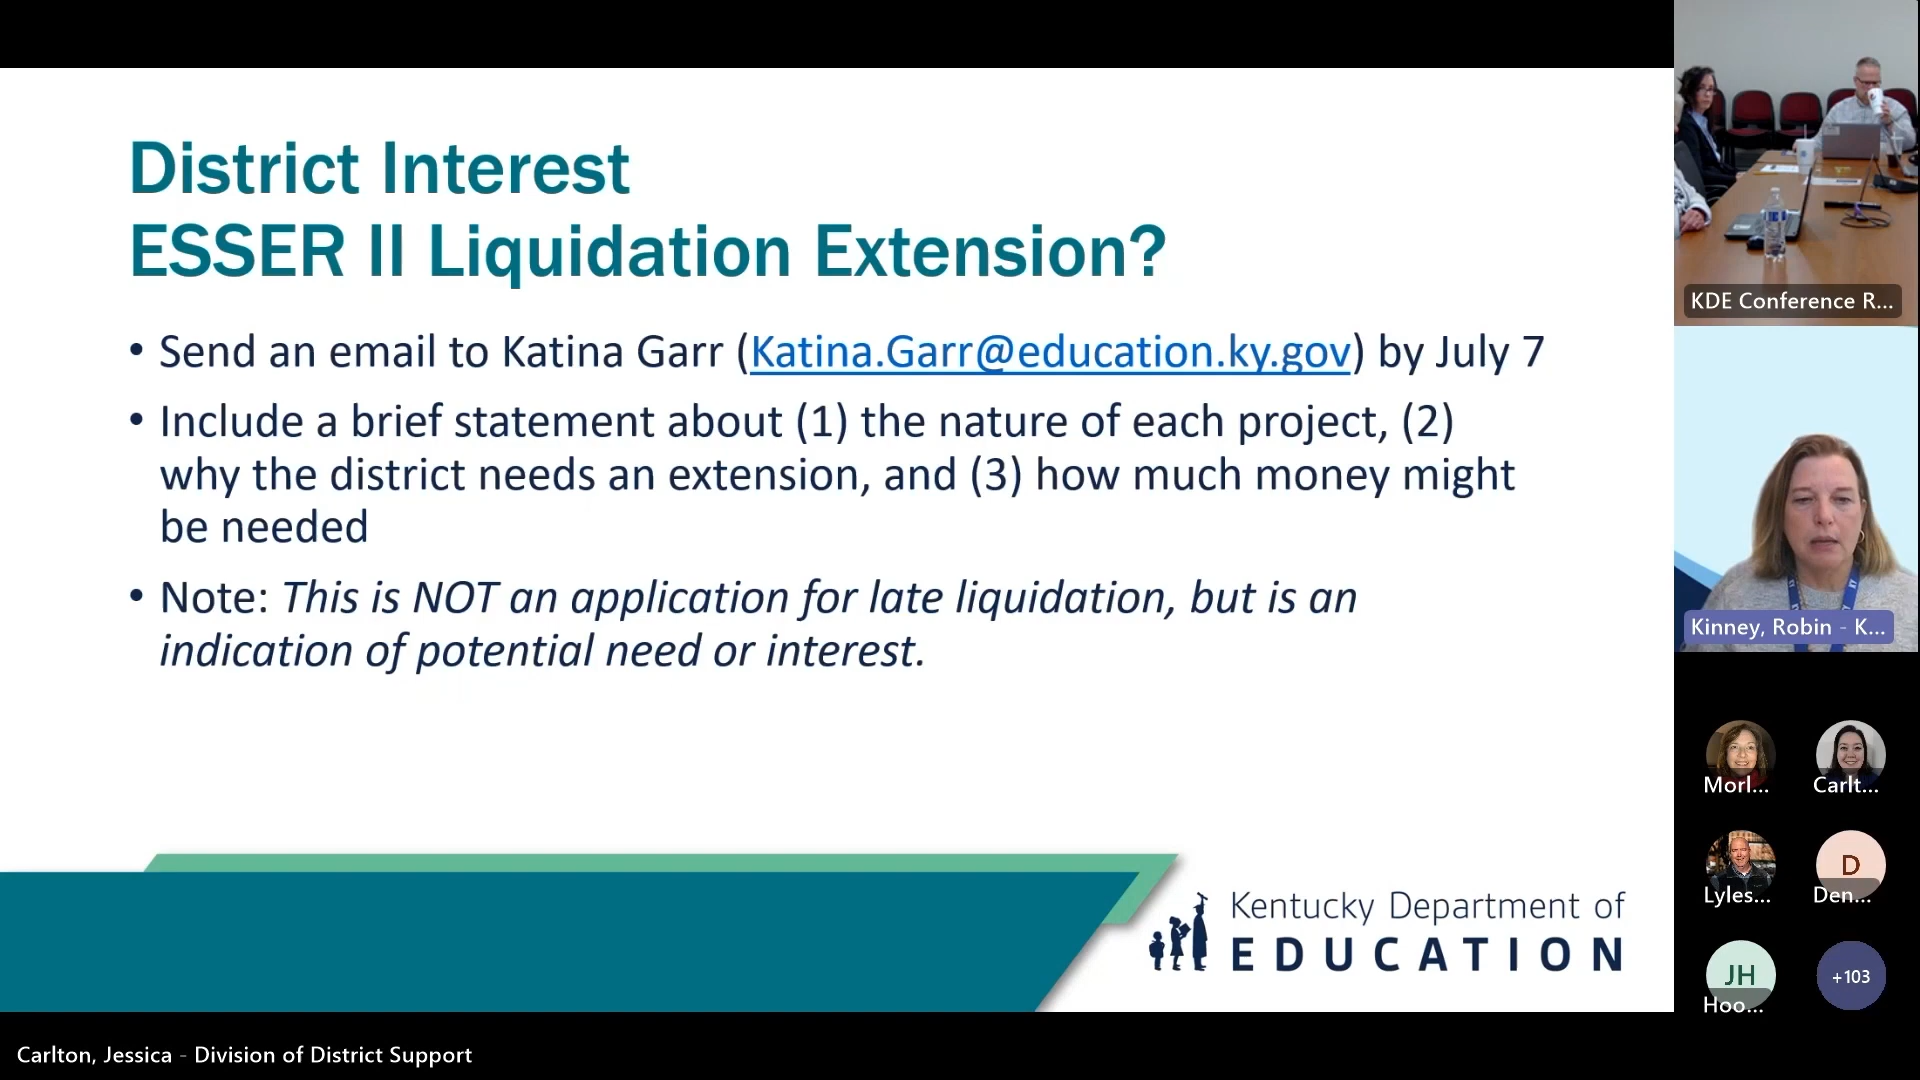 District Interest
ESSER II Liquidation Extension?
• Send an email to Katina Garr (Katina.Garr@education.ky.gov) by July 7
• Include a brief statement about (1) the nature of each project, (2)
why the district needs an extension, and (3) how much money might
be needed
• Note: This is NOT an application for late liquidation, but is an
indication of potential need or interest.
Kentucky Department of
EDUCATION
KDE Conference R...
Kinney, Robin - K...
Morl...
Carlt...
Lyles...
D
Den...
JH
Hoo...
+103
Carlton, Jessica - Division of District Support